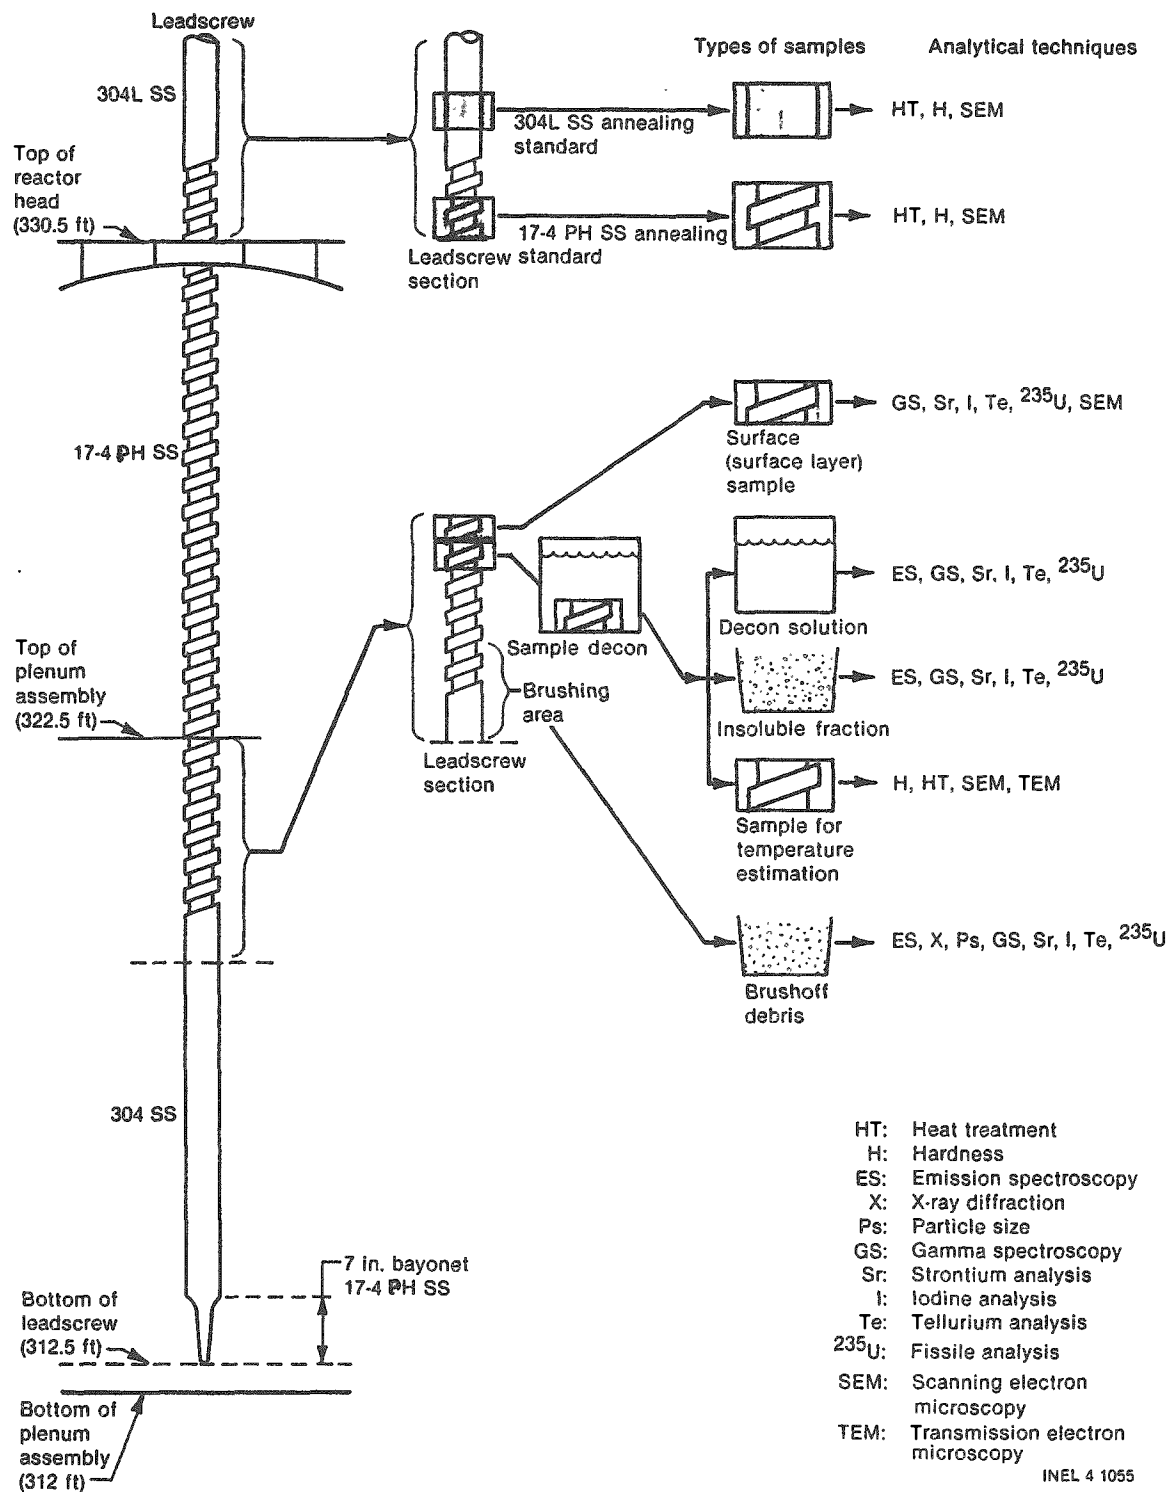 Leadscrew
304L SS
Top of
reactor
head
(330.5 ft)
17-4 PH SS
Top of
plenum
assembly
(322.5 ft)
304 SS
7 in. bayonet
17-4 PH SS
Bottom of
leadscrew
(312.5 ft)
Bottom of
plenum
assembly
(312 ft)
304L SS annealing
standard
17-4 PH SS annealing
standard
Leadscrew
section
Sample decon
Brushing
area
Leadscrew
section
Types of samples
Analytical techniques
HT, H, SEM
HT, H, SEM
GS, Sr, I, Te, 235U, SEM
Surface
(surface layer)
sample
ES, GS, Sr, I, Te, 235U
Decon solution
ES, GS, Sr, I, Te, 235U
Insoluble fraction
H, HT, SEM, TEM
Sample for
temperature
estimation
ES, X, Ps, GS, Sr, I, Te, 235U
Brushoff
debris
HT: Heat treatment
H: Hardness
ES: Emission spectroscopy
X: X-ray diffraction
Ps: Particle size
GS: Gamma spectroscopy
Sr: Strontium analysis
I: Iodine analysis
Te: Tellurium analysis
235U: Fissile analysis
SEM: Scanning electron
microscopy
TEM: Transmission electron
microscopy
INEL 4 1055